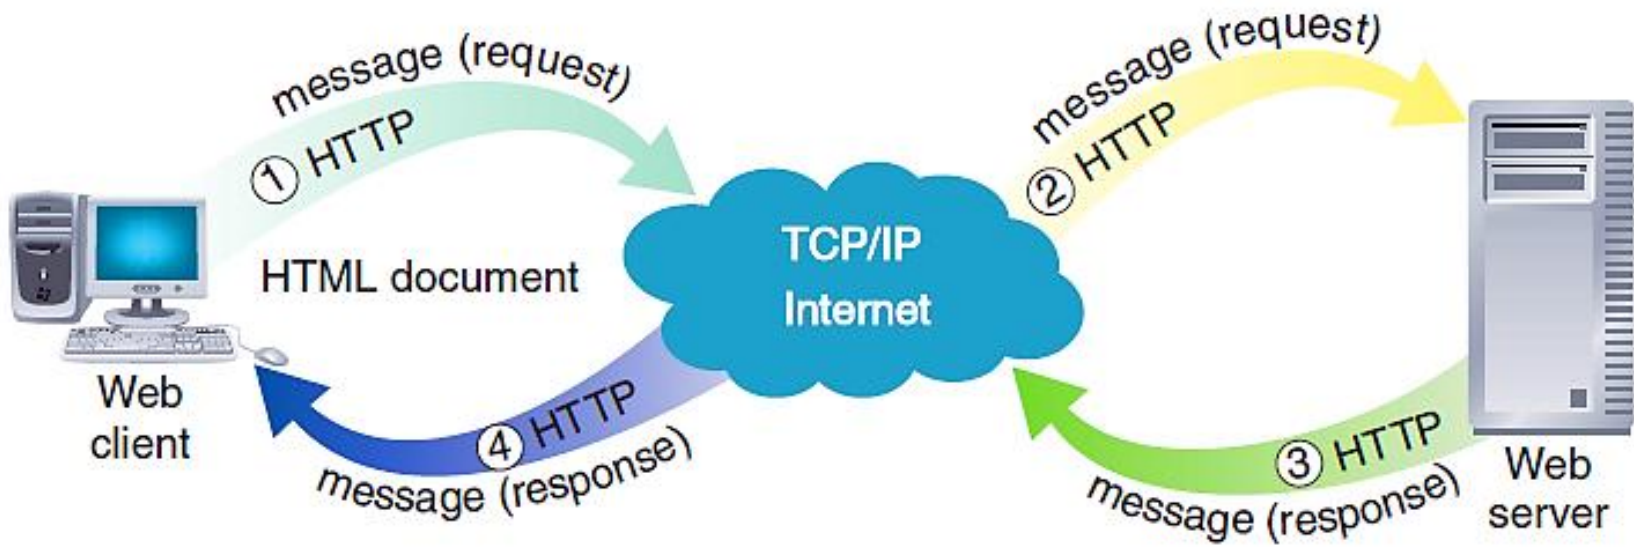 message (request)
① HTTP
message (request)
② HTTP
TCP/IP
Internet
HTML document
Web
client
④ HTTP
message (response)
③ HTTP
message (response)
Web
server